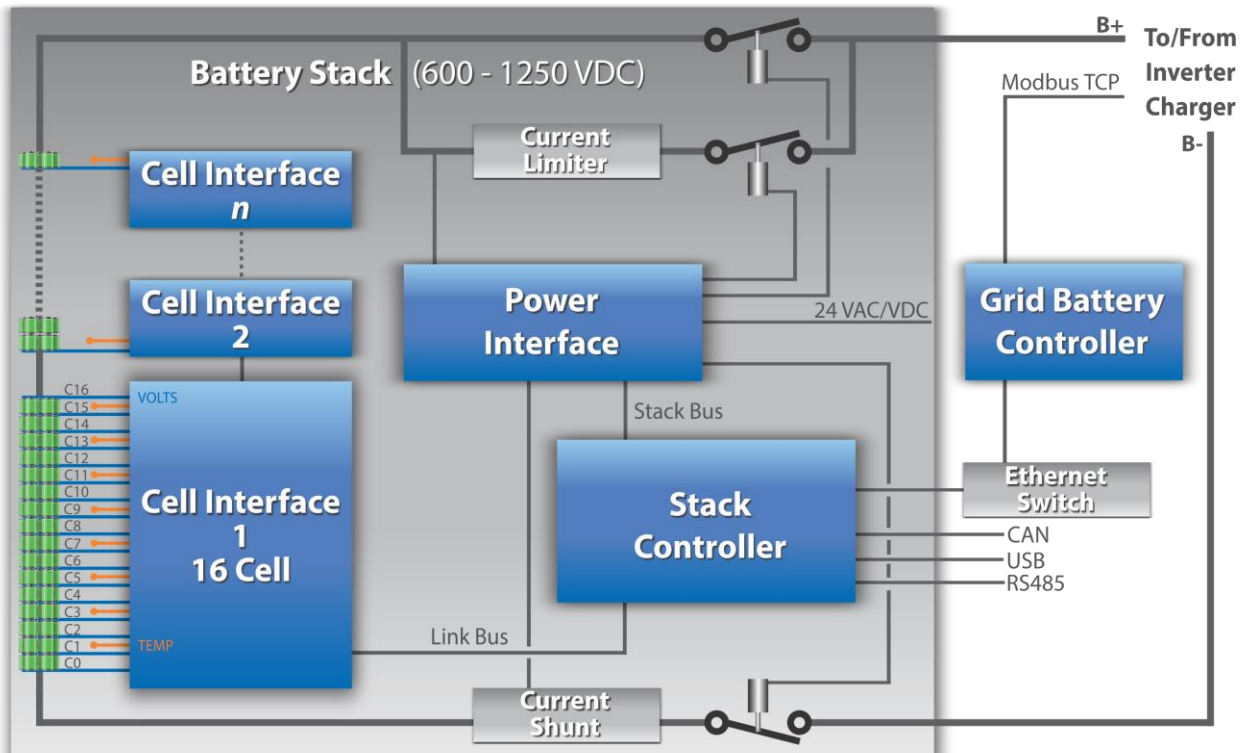 B+
To/From
Inverter
Charger
B-
Modbus TCP
Battery Stack (600 - 1250 VDC)
Current
Limiter
Cell Interface
n
Cell Interface
2
Power
Interface
24 VAC/VDC
Grid Battery
Controller
C16
C15
C14
C13
C12
C11
C10
C9
C8
C7
C6
C5
C4
C3
C2
C1
C0
VOLTS
Cell Interface
1
16 Cell
TEMP
Stack Bus
Stack
Controller
Ethernet
Switch
CAN
USB
RS485
Link Bus
Current
Shunt